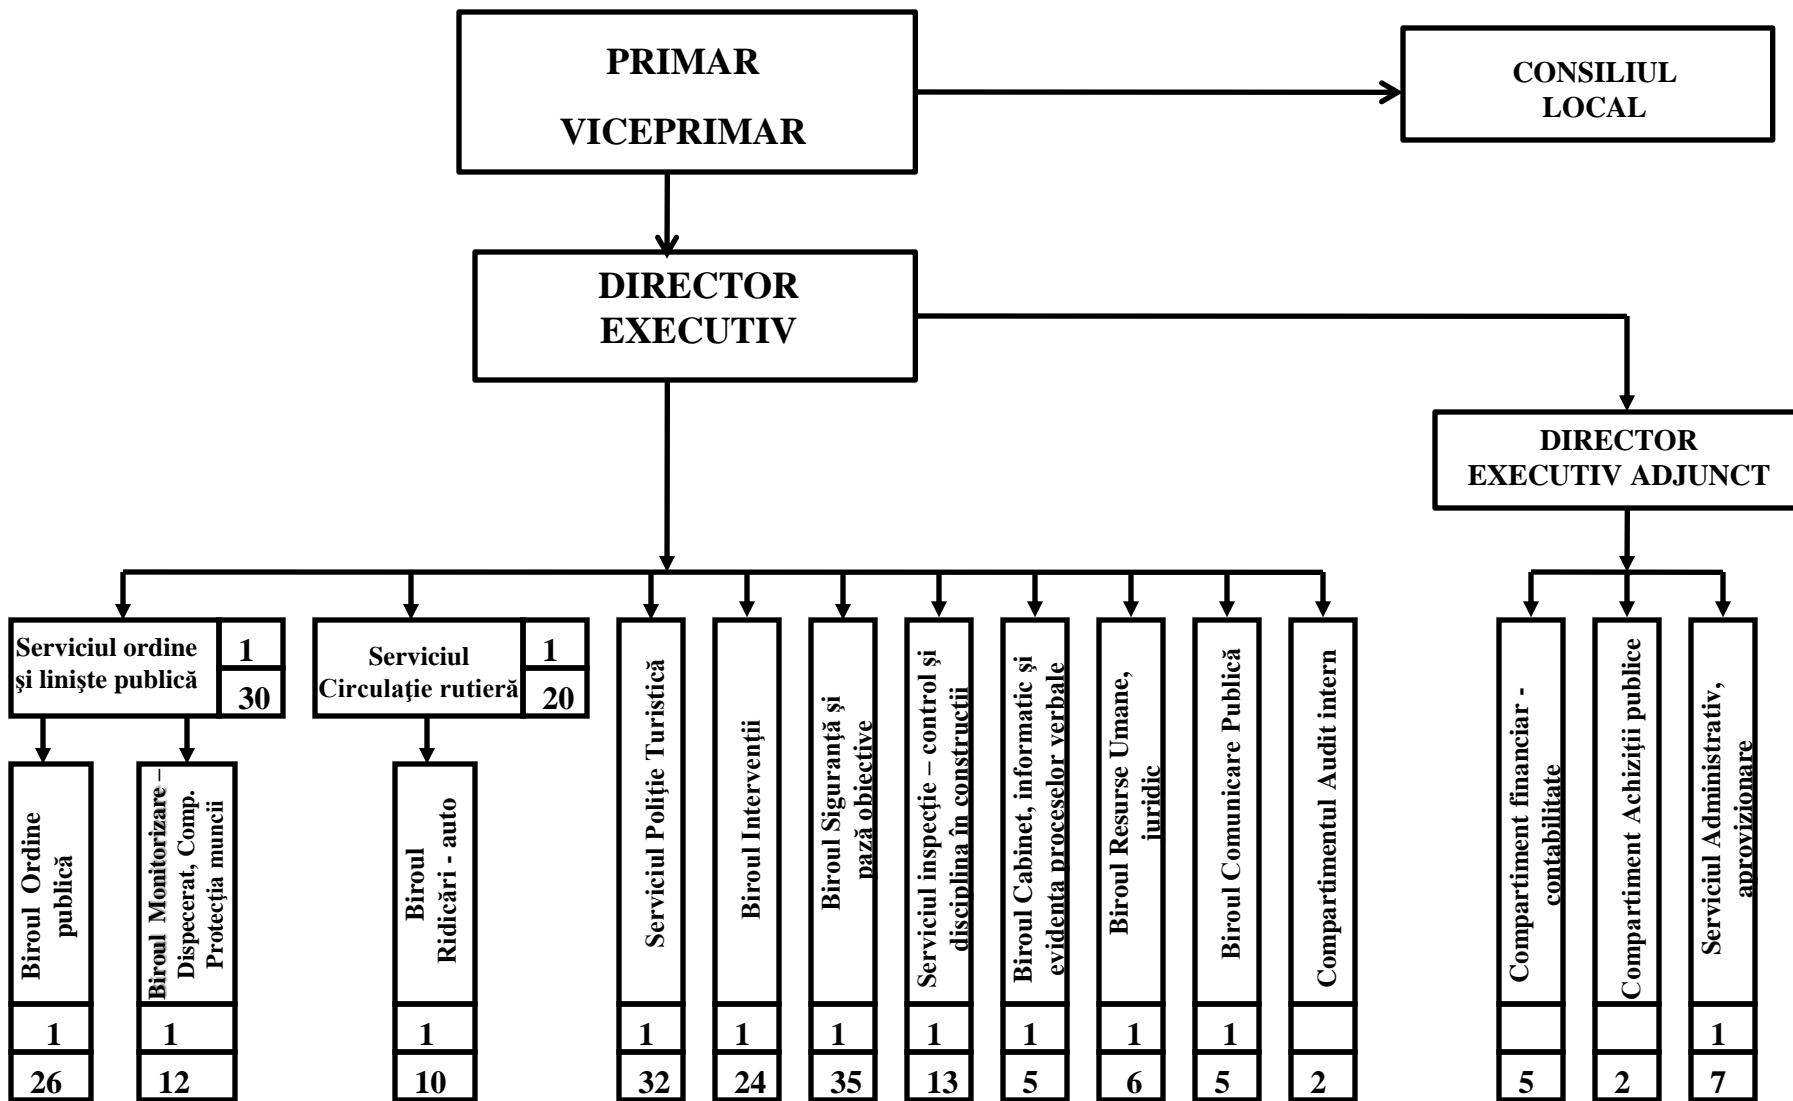 PRIMAR
VICEPRIMAR
CONSILIUL
LOCAL
DIRECTOR
EXECUTIV
DIRECTOR
EXECUTIV ADJUNCT
Serviciul ordine
şi linişte publică
1
30
Serviciul
Circulaţie rutieră
1
20
Biroul Ordine
publică
1
26
Biroul Monitorizare–
Dispecerat, Comp.
Protecţia muncii
1
12
Biroul
Ridicări - auto
1
10
Serviciul Poliţie Turistică
1
32
Biroul Intervenţii
1
24
Biroul Siguranţă şi
pază obiective
1
35
Serviciul inspecţie – control şi
disciplina în construcţii
1
13
Biroul Cabinet, informatic şi
evidenţa proceselor verbale
1
5
Biroul Resurse Umane,
juridic
1
6
Biroul Comunicare Publică
1
5
Compartimentul Audit intern
2
Compartiment financiar -
contabilitate
5
Compartiment Achiziţii publice
2
Serviciul Administrativ,
aprovizionare
1
7